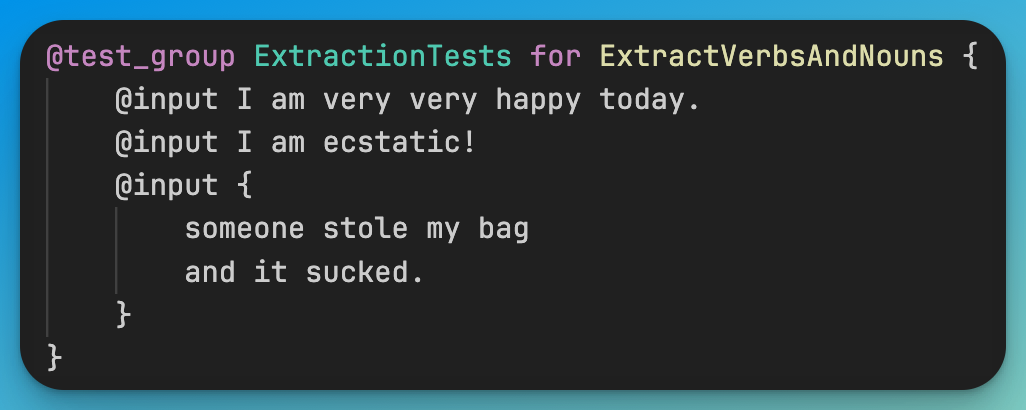 @test_group ExtractionTests for ExtractVerbsAndNouns {
    @input I am very very happy today.
    @input I am ecstatic!
    @input {
        someone stole my bag
        and it sucked.
    }
}